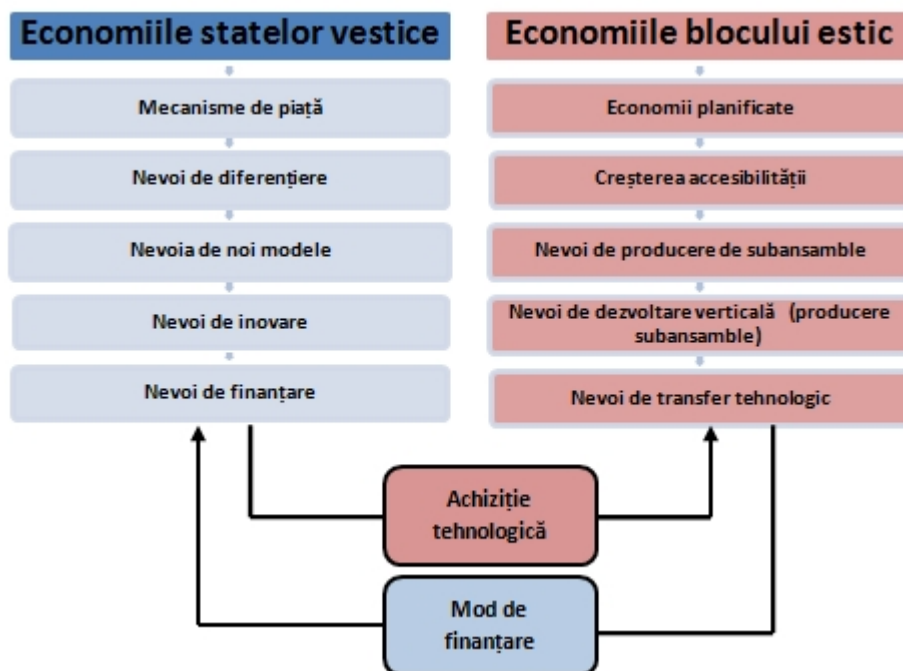 Economiile statelor vestice
Mecanisme de piață
Nevoi de diferențiere
Nevoia de noi modele
Nevoi de inovare
Nevoi de finanțare
Economiile blocului estic
Economii planificate
Creșterea accesibilității
Nevoi de producere de subansamble
Nevoi de dezvoltare verticală (producere
subansamble)
Nevoi de transfer tehnologic
Achiziție
tehnologică
Mod de
finanțare